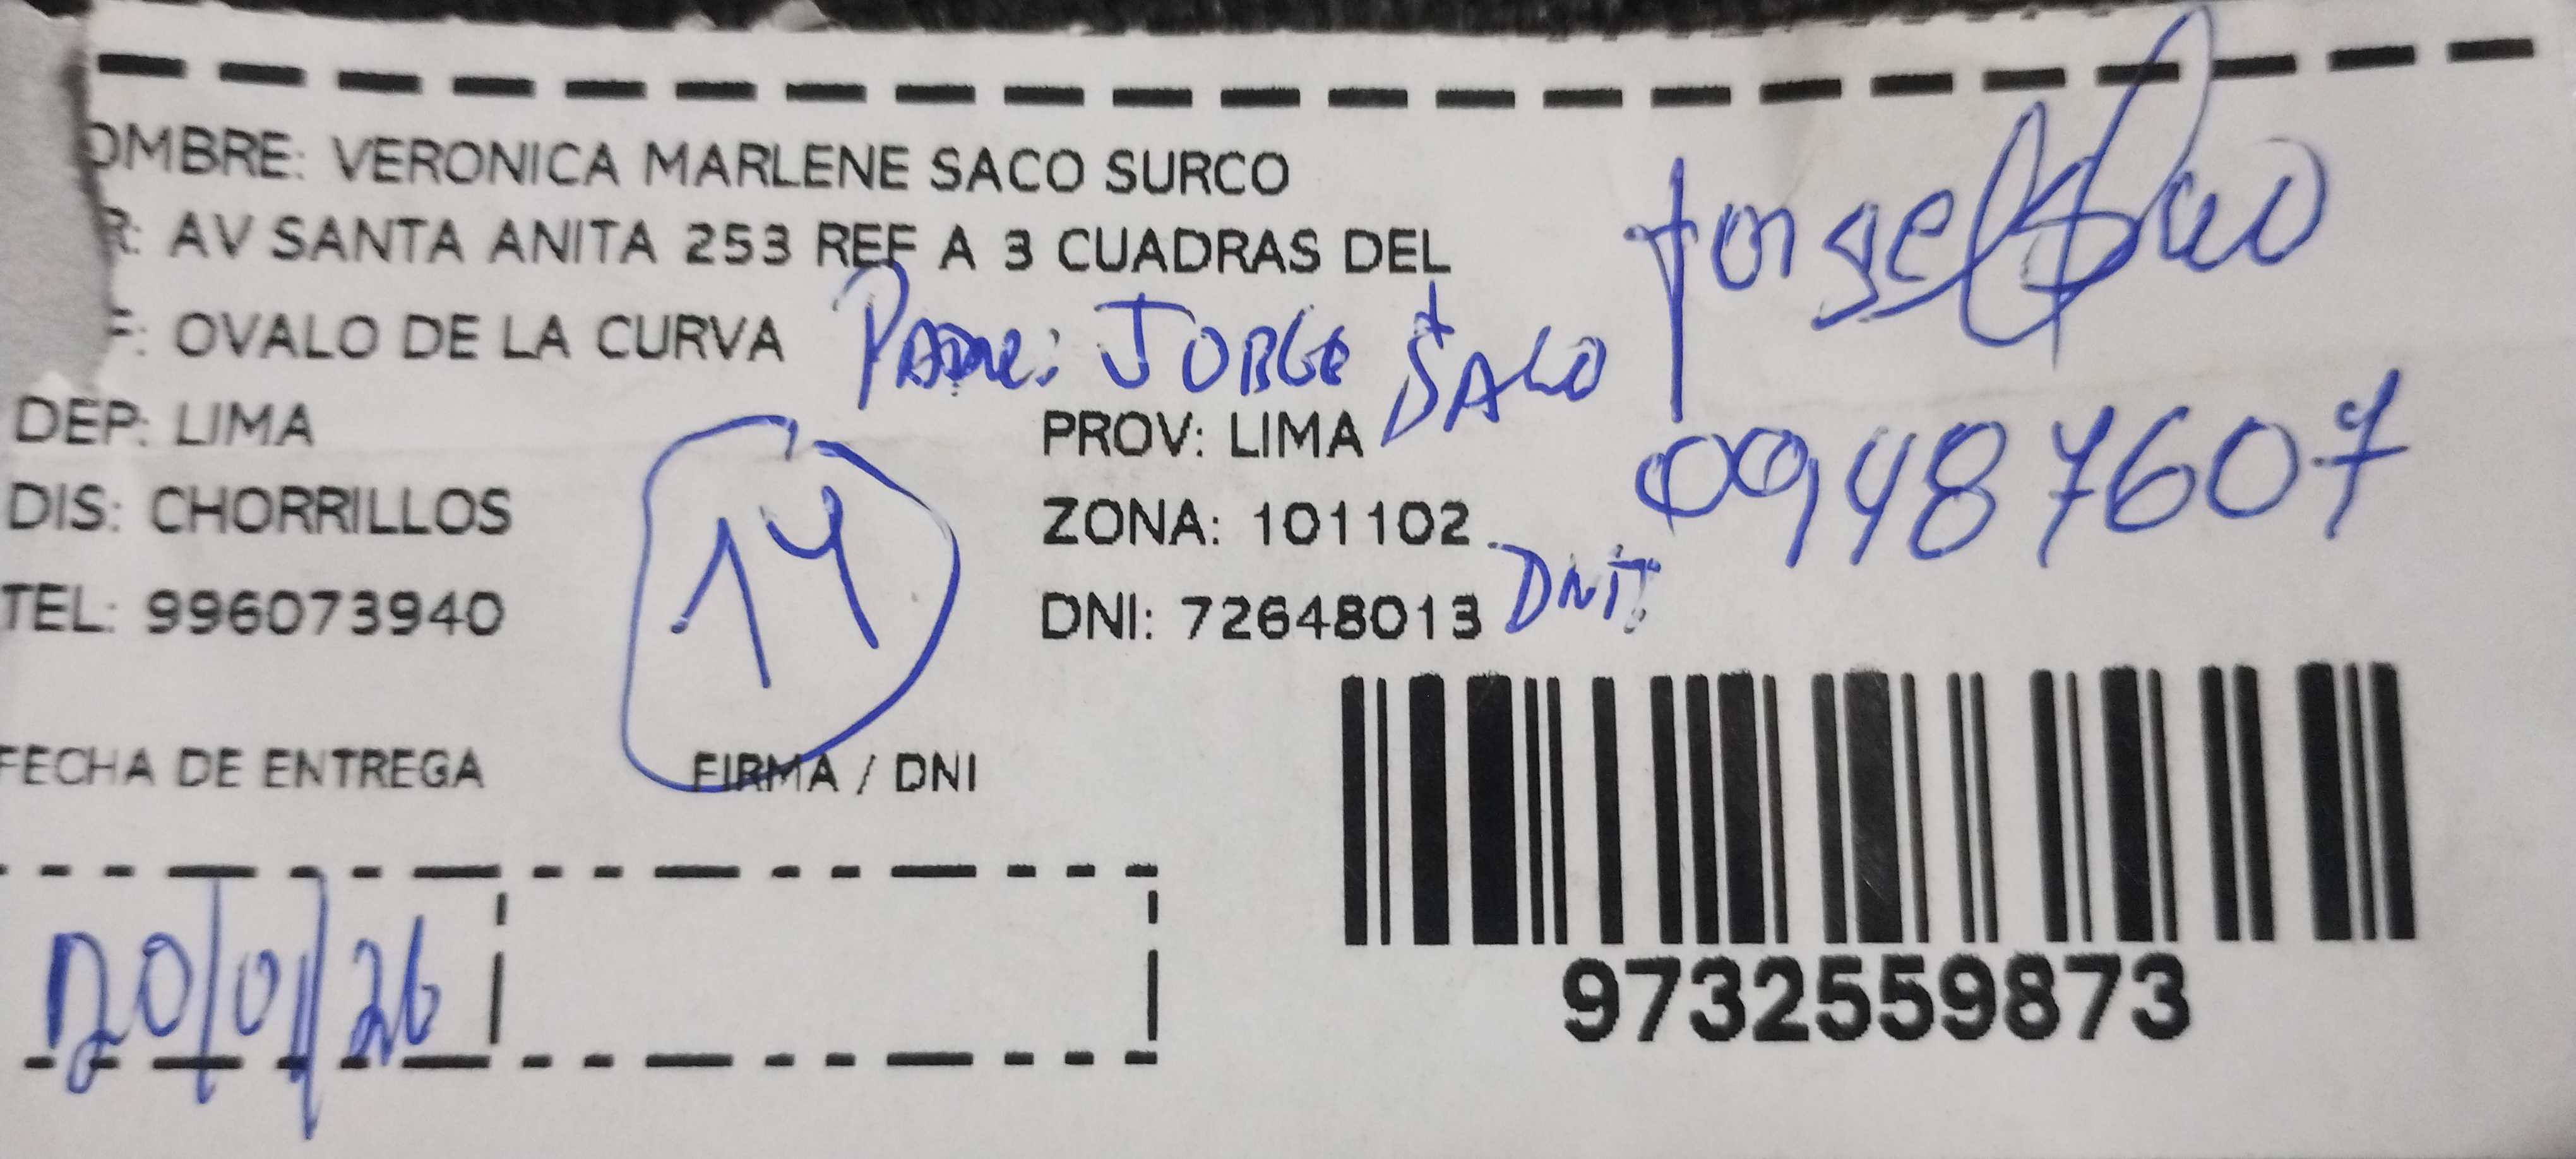 OMBRE: VERONICA MARLENE SACO SURCO
R: AV SANTA ANITA 253 REF A 3 CUADRAS DEL
F: OVALO DE LA CURVA
Padre: JORGE SACO
Jorge Saco
09487607
DEP: LIMA
PROV: LIMA
DIS: CHORRILLOS
14
ZONA: 101102
TEL: 996073940
DNI: 72648013
DNI:
FECHA DE ENTREGA
FIRMA / DNI
20/01/26
9732559873